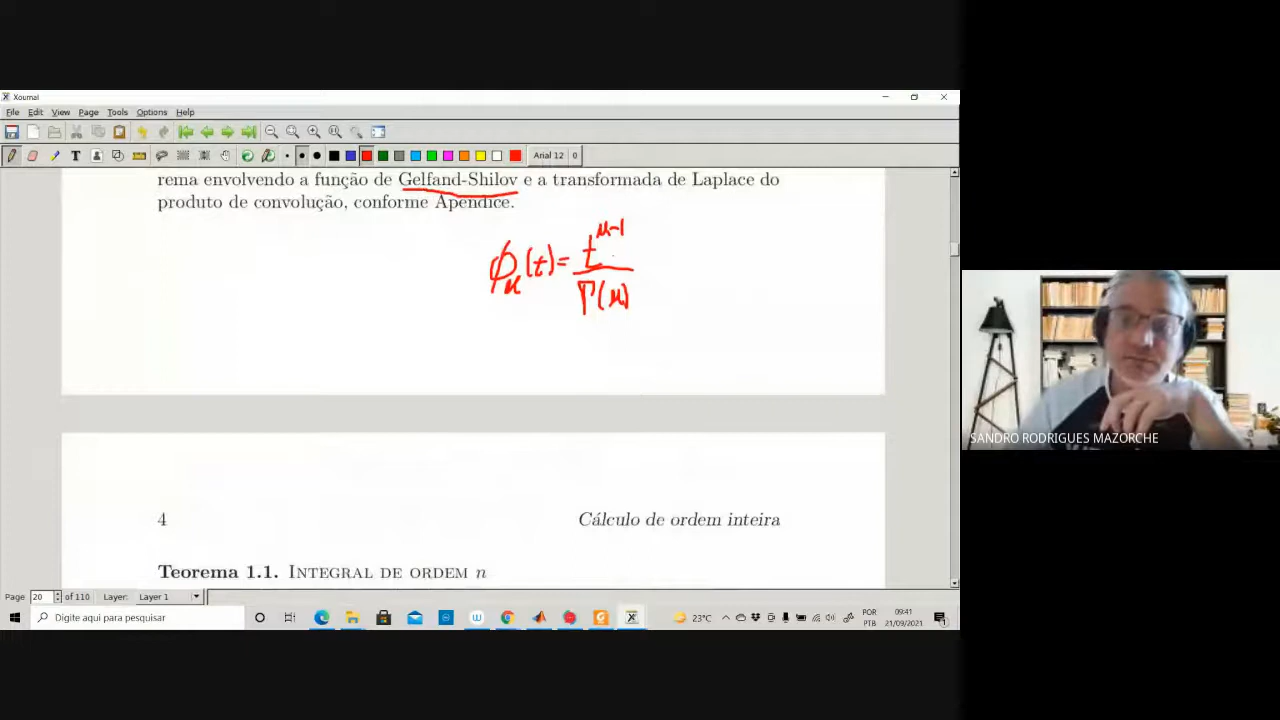 Xournal
File Edit View Page Tools Options Help
Arial 12 0
rema envolvendo a função de Gelfand-Shilov e a transformada de Laplace do
produto de convolução, conforme Apêndice.
ϕ_μ(t) = t^{μ-1} / Γ(μ)
SANDRO RODRIGUES MAZORCHE
4 Cálculo de ordem inteira
Teorema 1.1. INTEGRAL DE ORDEM n
Page 20 of 110 Layer: Layer 1
Digite aqui para pesquisar 23°C POR PTB 09:41 21/09/2021